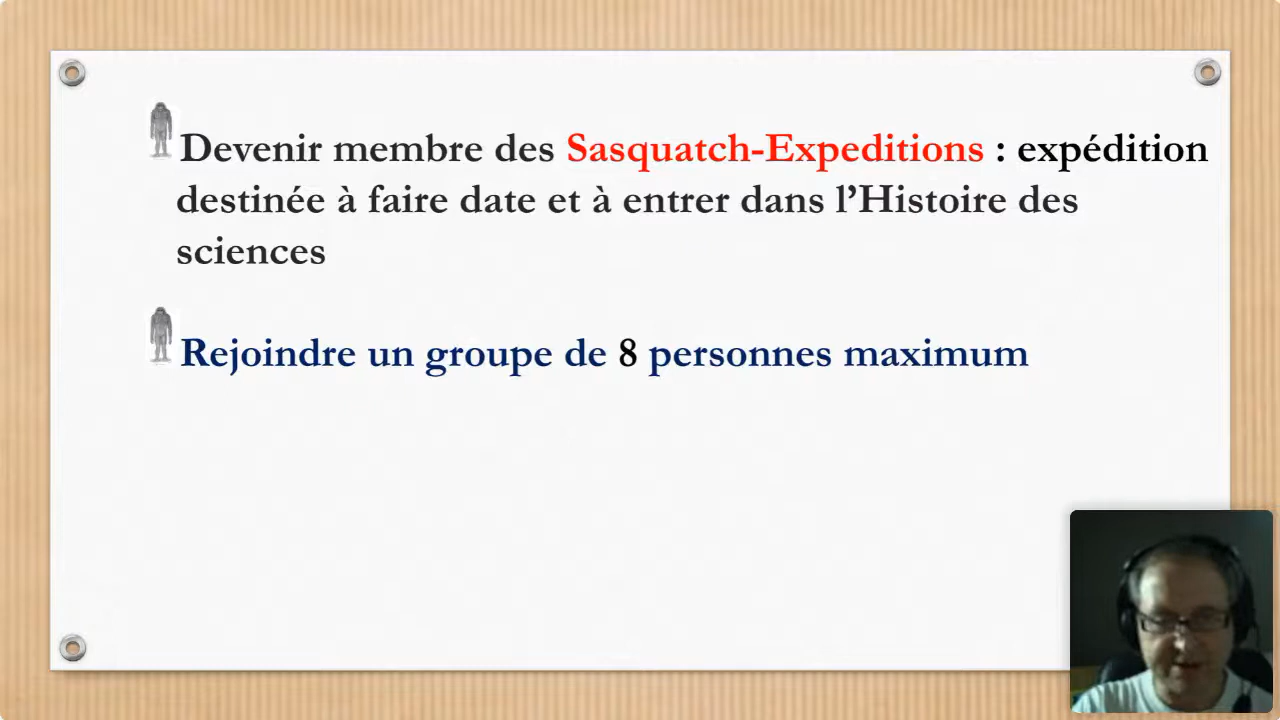 Devenir membre des Sasquatch-Expeditions : expédition
destinée à faire date et à entrer dans l’Histoire des
sciences
Rejoindre un groupe de 8 personnes maximum